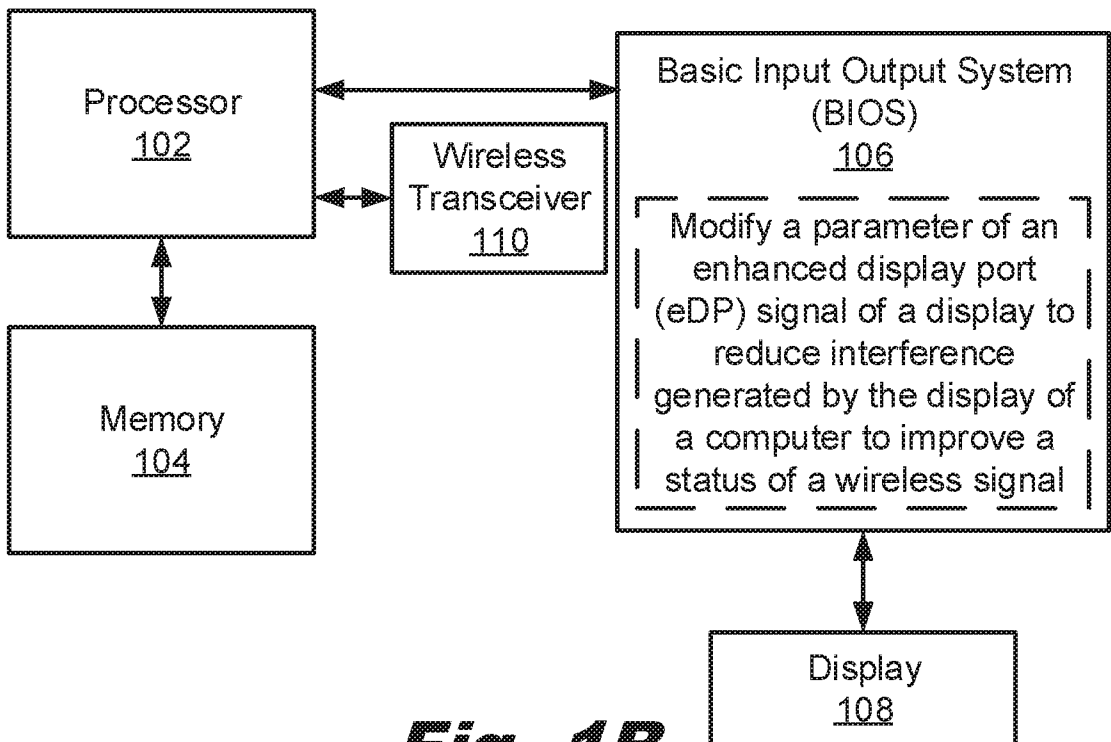 Processor
102
Basic Input Output System
(BIOS)
106
Wireless
Transceiver
110
Modify a parameter of an
enhanced display port
(eDP) signal of a display to
reduce interference
generated by the display of
a computer to improve a
status of a wireless signal
Memory
104
Display
108
Fig. 1B